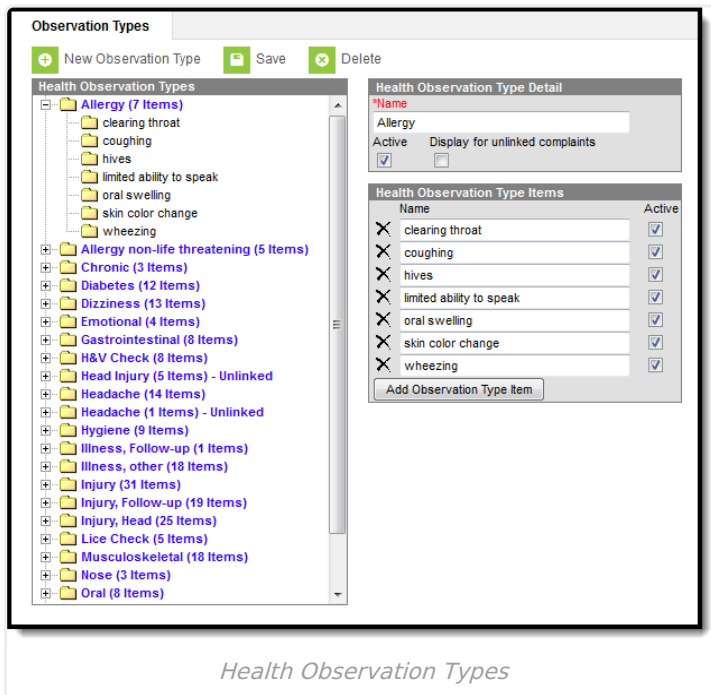 Observation Types
New Observation Type Save Delete
Health Observation Types
Allergy (7 Items)
clearing throat
coughing
hives
limited ability to speak
oral swelling
skin color change
wheezing
Allergy non-life threatening (5 Items)
Chronic (3 Items)
Diabetes (12 Items)
Dizziness (13 Items)
Emotional (4 Items)
Gastrointestinal (8 Items)
H&V Check (8 Items)
Head Injury (5 Items) - Unlinked
Headache (14 Items)
Headache (1 Items) - Unlinked
Hygiene (9 Items)
Illness, Follow-up (1 Items)
Illness, other (18 Items)
Injury (31 Items)
Injury, Follow-up (19 Items)
Injury, Head (25 Items)
Lice Check (5 Items)
Musculoskeletal (18 Items)
Nose (3 Items)
Oral (8 Items)
Health Observation Type Detail
*Name
Allergy
Active Display for unlinked complaints
Health Observation Type Items
Name Active
clearing throat
coughing
hives
limited ability to speak
oral swelling
skin color change
wheezing
Add Observation Type Item
Health Observation Types